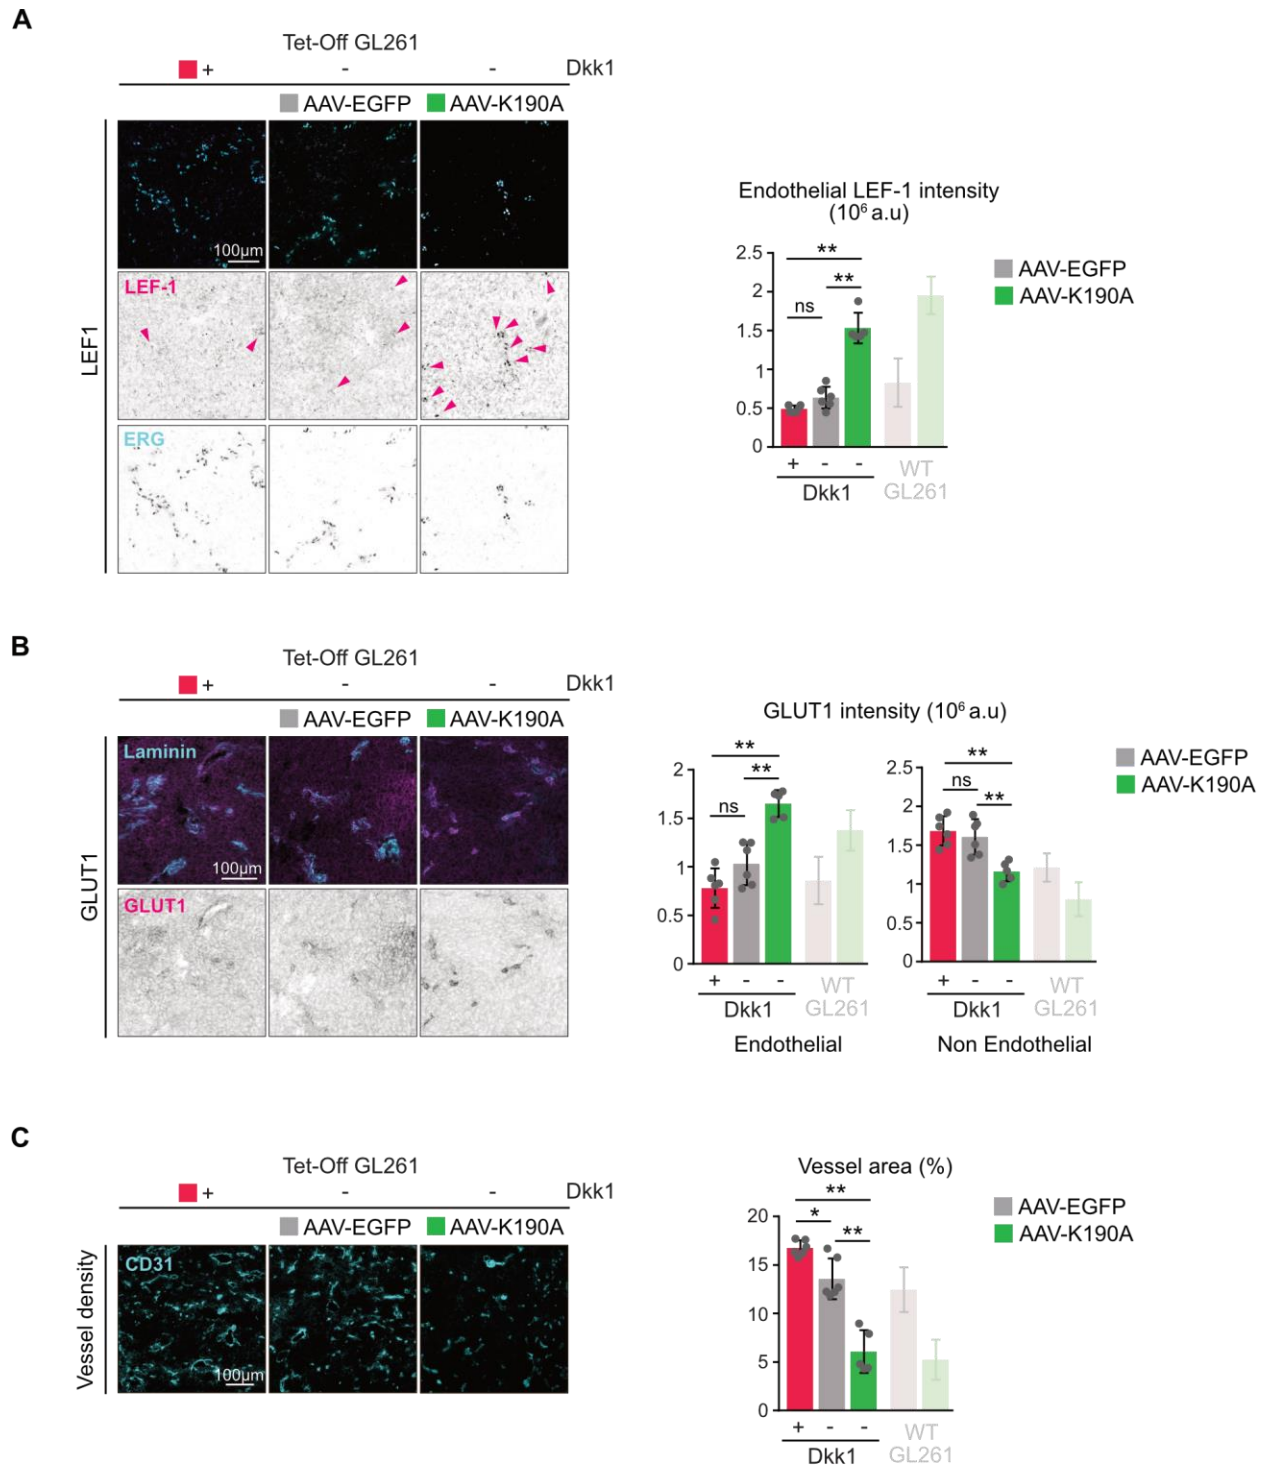 A
Tet-Off GL261
+ - - Dkk1
AAV-EGFP AAV-K190A
LEF1
100µm
LEF-1
ERG
Endothelial LEF-1 intensity
(10⁶ a.u)
2.5
2
1.5
1
0.5
0
**
**
ns
+ - -
Dkk1
WT
GL261
AAV-EGFP
AAV-K190A
B
Tet-Off GL261
+ - - Dkk1
AAV-EGFP AAV-K190A
GLUT1
Laminin
100µm
GLUT1
GLUT1 intensity (10⁶ a.u)
2
1.5
1
0.5
0
**
**
ns
+ - -
Dkk1
WT
GL261
Endothelial
2.5
2
1.5
1
0.5
0
**
ns
**
+ - -
Dkk1
WT
GL261
Non Endothelial
AAV-EGFP
AAV-K190A
C
Tet-Off GL261
+ - - Dkk1
AAV-EGFP AAV-K190A
Vessel density
CD31
100µm
Vessel area (%)
20
15
10
5
0
**
*
**
+ - -
Dkk1
WT
GL261
AAV-EGFP
AAV-K190A